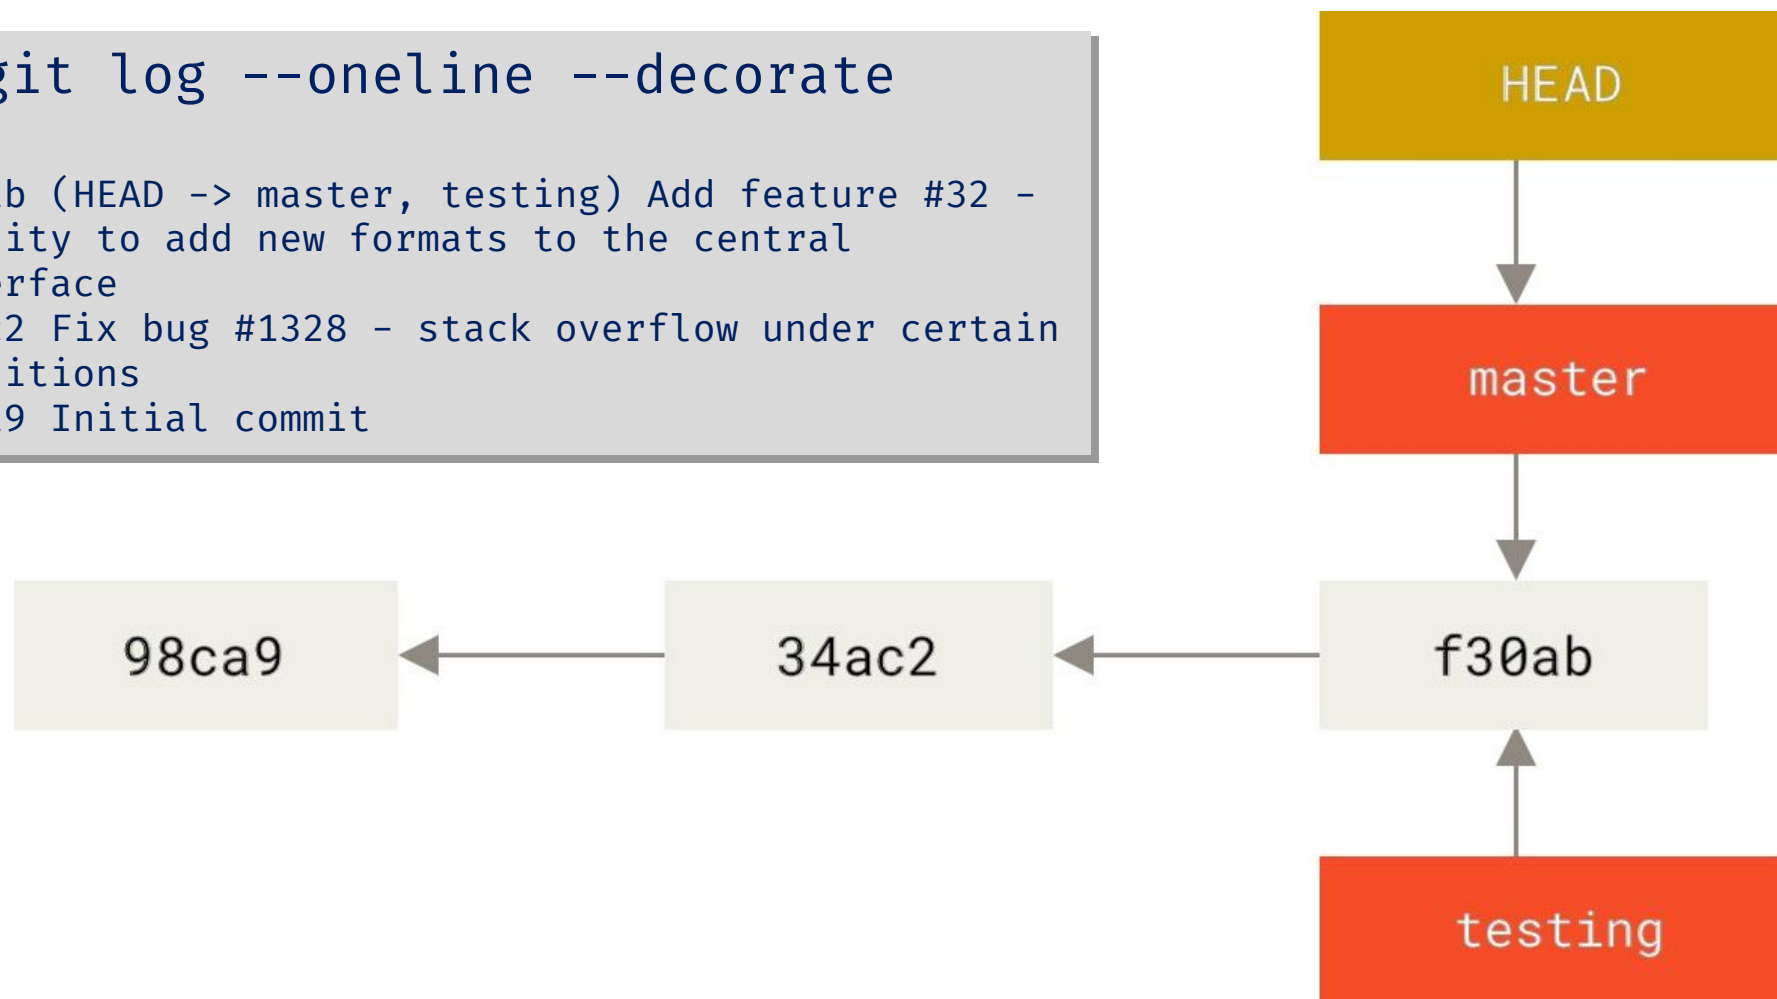 git log --oneline --decorate
b (HEAD -> master, testing) Add feature #32 -
ity to add new formats to the central
erface
2 Fix bug #1328 - stack overflow under certain
itions
9 Initial commit
HEAD
master
98ca9
34ac2
f30ab
testing